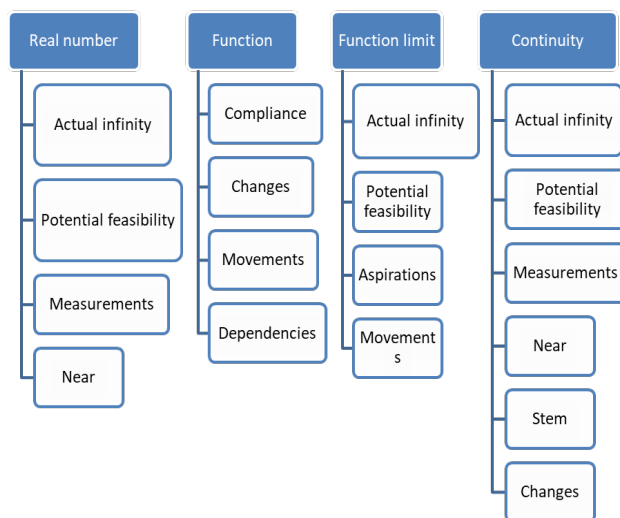 Real number
Actual infinity
Potential feasibility
Measurements
Near
Function
Compliance
Changes
Movements
Dependencies
Function limit
Actual infinity
Potential
feasibility
Aspirations
Movement
s
Continuity
Actual infinity
Potential
feasibility
Measurements
Near
Stem
Changes